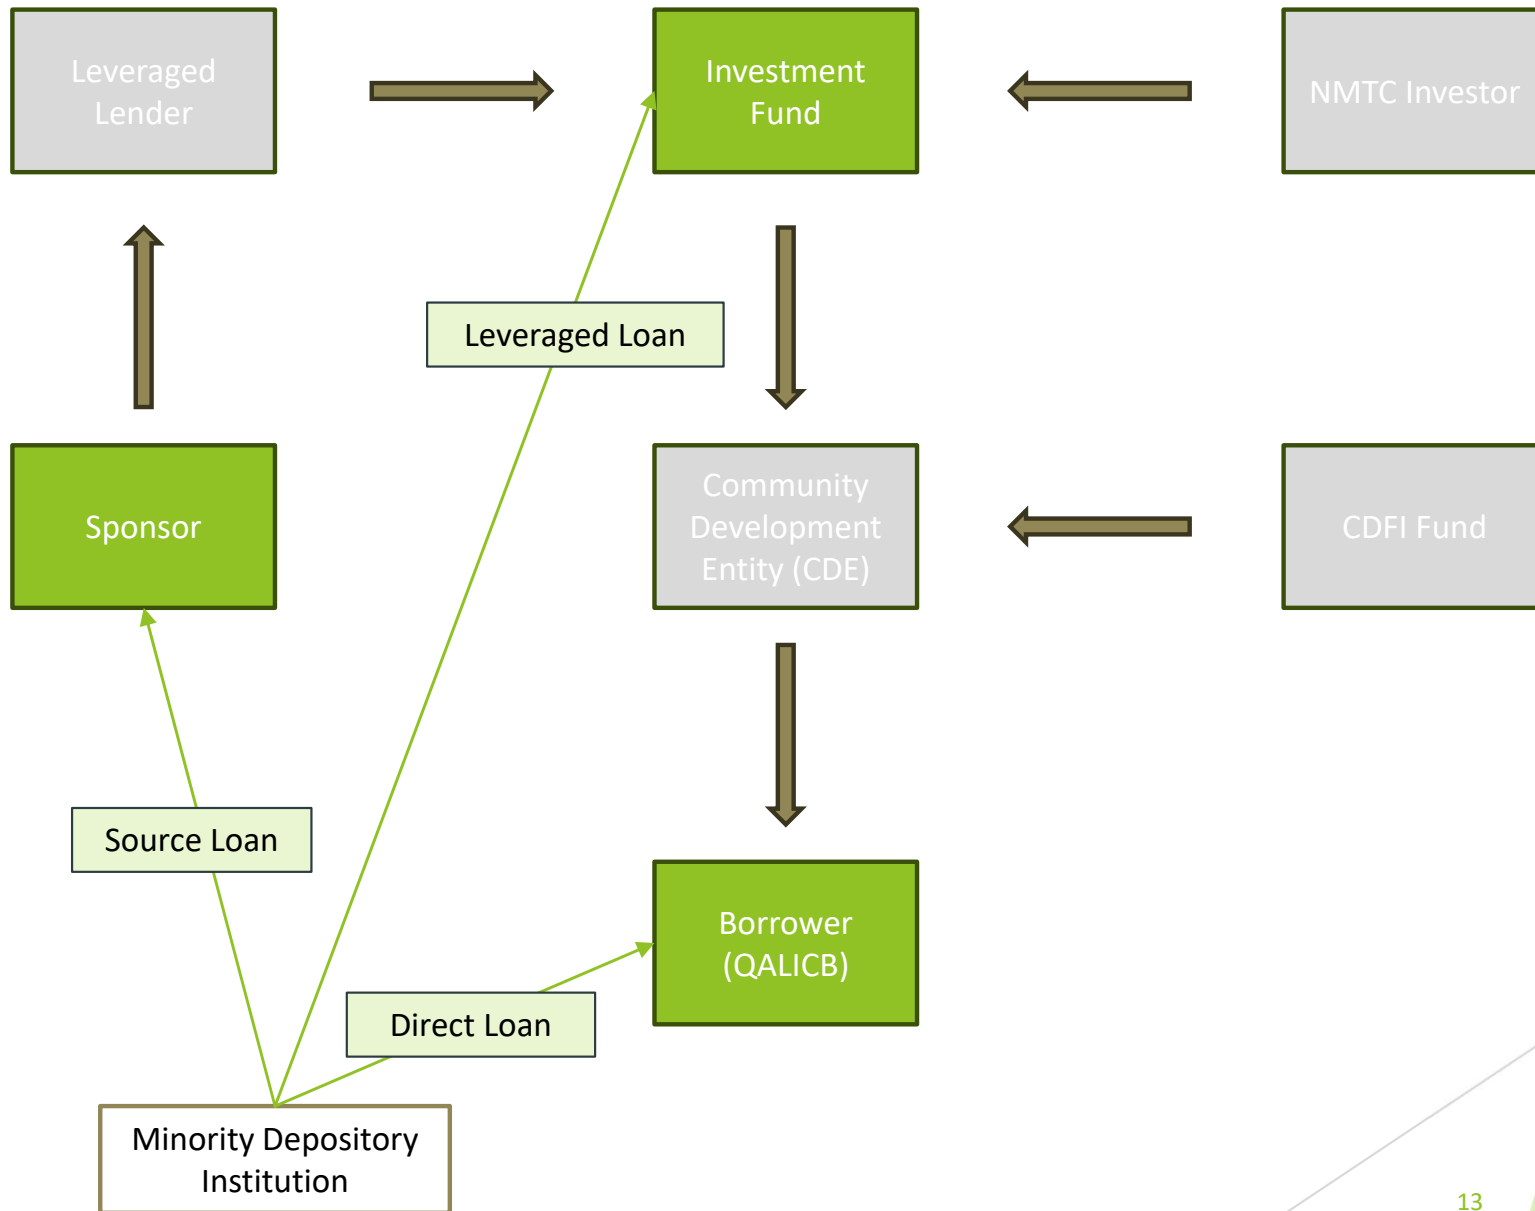 Leveraged
Lender
Investment
Fund
NMTC Investor
Leveraged Loan
Sponsor
Community
Development
Entity (CDE)
CDFI Fund
Source Loan
Borrower
(QALICB)
Direct Loan
Minority Depository
Institution
13